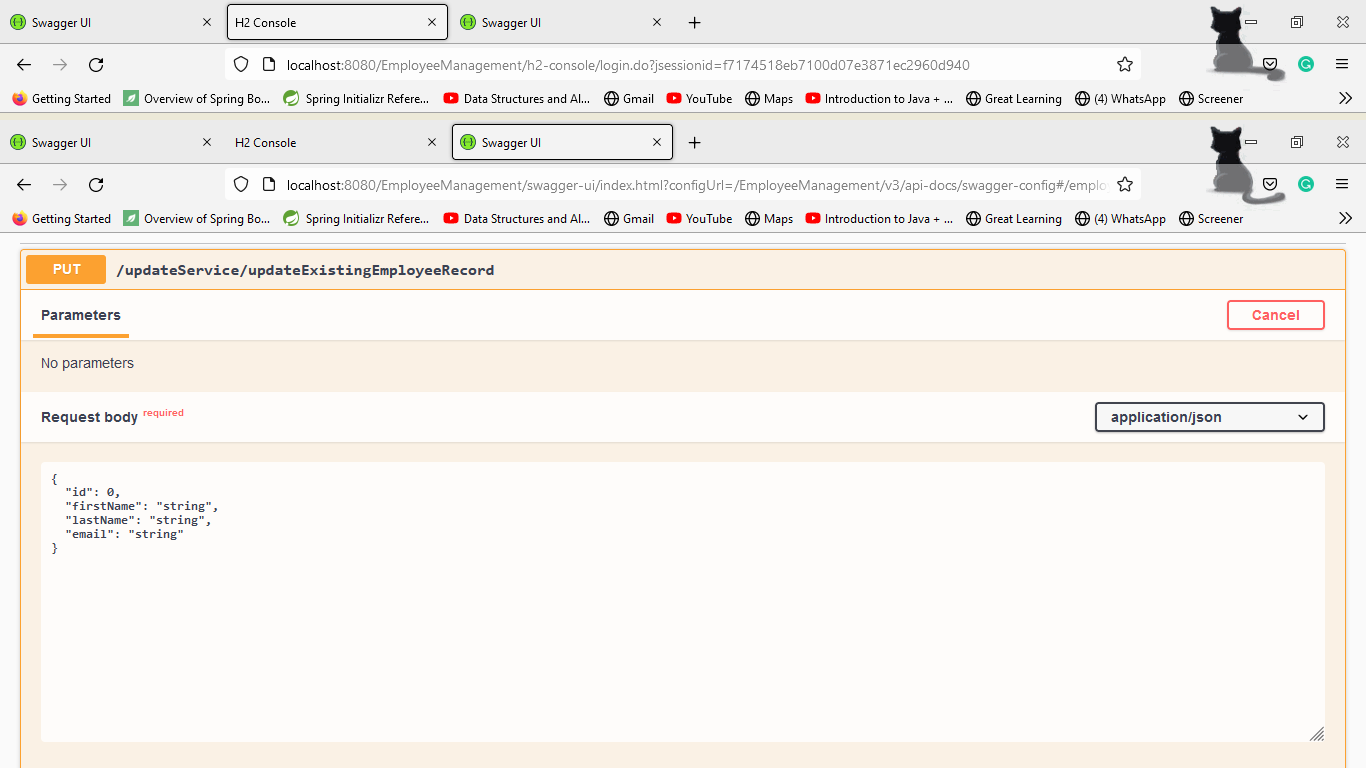 Swagger UI H2 Console Swagger UI
localhost:8080/EmployeeManagement/h2-console/login.do?jsessionid=f7174518eb7100d07e3871ec2960d940
Getting Started Overview of Spring Bo... Spring Initializr Refere... Data Structures and Al... Gmail YouTube Maps Introduction to Java + ... Great Learning (4) WhatsApp Screener
Swagger UI H2 Console Swagger UI
localhost:8080/EmployeeManagement/swagger-ui/index.html?configUrl=/EmployeeManagement/v3/api-docs/swagger-config#/emplo
Getting Started Overview of Spring Bo... Spring Initializr Refere... Data Structures and Al... Gmail YouTube Maps Introduction to Java + ... Great Learning (4) WhatsApp Screener
PUT /updateService/updateExistingEmployeeRecord
Parameters Cancel
No parameters
Request body required application/json
{
  "id": 0,
  "firstName": "string",
  "lastName": "string",
  "email": "string"
}